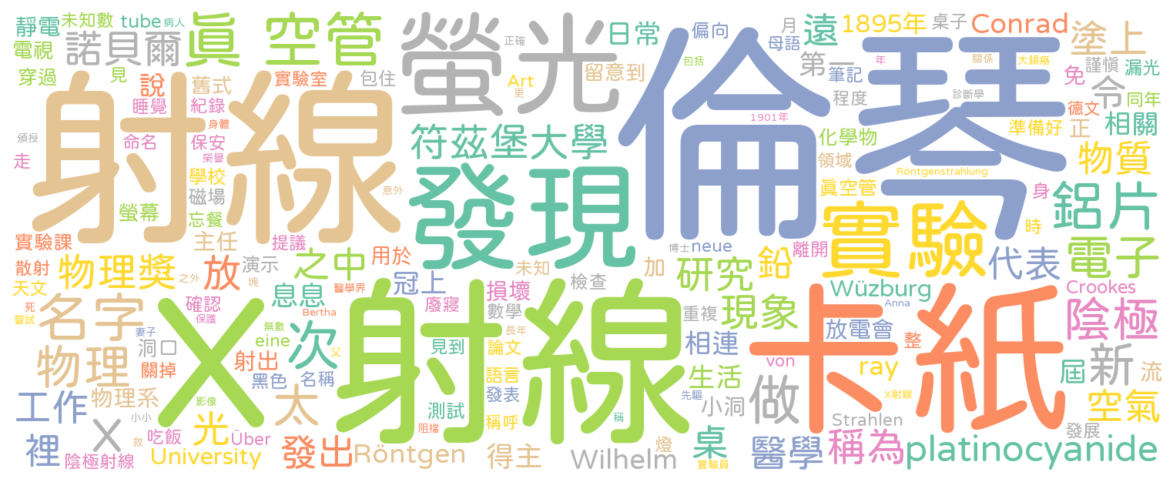 靜電 未知數 tube 病人
電視 諾貝爾 眞 空管
穿過 見 說 舊式 實驗室 包住
睡覺 紀錄 Art 更 正確
螢光 日常 偏向 月 母語 遠 1895年 桌子 Conrad
留意到 包括 第一 筆記 年 關係 大腸癌 免 謹慎 塗上 漏光
程度 診斷學 令 德文 同年
射線 倫琴
頒授 走 命名 保安 身體 榮譽
符茲堡大學 1901年 化學物 準備好 正 相關
領域 Röntgenstrahlung 物質
學校 磁場 意外 眞空管 身
螢幕 忘餐 發現 實驗 鋁片
實驗課 主任 提議 博士 neue 離開 時 電子
散射 物理獎 放 演示 之中 用於 未知 檢查 加 研究 鉛 代表
天文 之外 塊 醫學界 冠上 廢寢 損壞 數學 重複 現象 Wüzburg Crookes
死 確認 息息 Bertha Anna
嘗試 保護 名字 洞口 妻子 無數 eine 次 長年 放電會 陰極
X射線 卡紙
關掉 射出 見到 論文 相連 整
物理 黑色 名稱 父 語言 von ray 屆 新 流
物理系 影像 太 測試 發表 生活 先驅 X射線 空氣
工作 X 小小 光 稱 稱呼 小洞 做 Strahlen 發展
裡 吃飯 救 Über 阻擋 燈 桌
陰極射線 University 發出 Röntgen 得主 Wilhelm 實驗員 醫學 稱為 platinocyanide